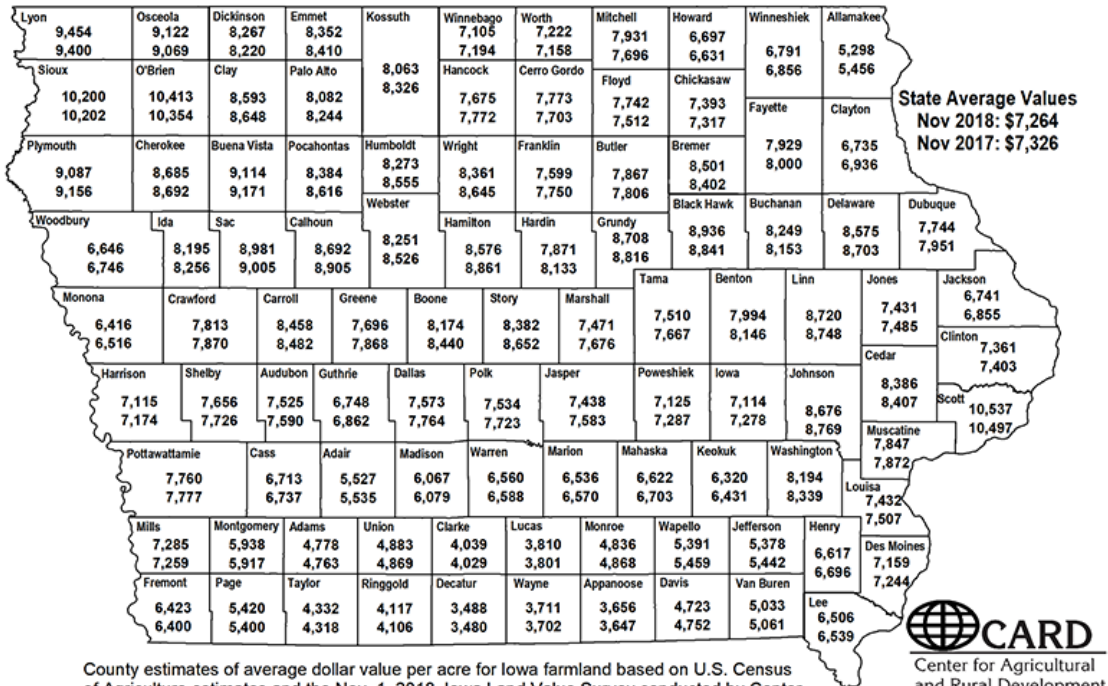 Lyon
9,454
9,400
Osceola
9,122
9,069
Dickinson
8,267
8,220
Emmet
8,352
8,410
Kossuth
8,063
8,326
Winnebago
7,105
7,194
Worth
7,222
7,158
Mitchell
7,931
7,696
Howard
6,697
6,631
Winneshiek
6,791
6,856
Allamakee
5,298
5,456
Sioux
10,200
10,202
O'Brien
10,413
10,354
Clay
8,593
8,648
Palo Alto
8,082
8,244
Hancock
7,675
7,772
Cerro Gordo
7,773
7,703
Floyd
7,742
7,512
Chickasaw
7,393
7,317
Fayette
7,929
8,000
Clayton
6,735
6,936
State Average Values
Nov 2018: $7,264
Nov 2017: $7,326
Plymouth
9,087
9,156
Cherokee
8,685
8,692
Buena Vista
9,114
9,171
Pocahontas
8,384
8,616
Humboldt
8,273
8,555
Wright
8,361
8,645
Franklin
7,599
7,750
Butler
7,867
7,806
Bremer
8,501
8,402
Woodbury
6,646
6,746
Ida
8,195
8,256
Sac
8,981
9,005
Calhoun
8,692
8,905
Webster
8,251
8,526
Hamilton
8,576
8,861
Hardin
7,871
8,133
Grundy
8,708
8,816
Black Hawk
8,936
8,841
Buchanan
8,249
8,153
Delaware
8,575
8,703
Dubuque
7,744
7,951
Monona
6,416
6,516
Crawford
7,813
7,870
Carroll
8,458
8,482
Greene
7,696
7,868
Boone
8,174
8,440
Story
8,382
8,652
Marshall
7,471
7,676
Tama
7,510
7,667
Benton
7,994
8,146
Linn
8,720
8,748
Jones
7,431
7,485
Jackson
6,741
6,855
Clinton
7,361
7,403
Cedar
8,386
8,407
Harrison
7,115
7,174
Shelby
7,656
7,726
Audubon
7,525
7,590
Guthrie
6,748
6,862
Dallas
7,573
7,764
Polk
7,534
7,723
Jasper
7,438
7,583
Poweshiek
7,125
7,287
Iowa
7,114
7,278
Johnson
8,676
8,769
Scott
10,537
10,497
Muscatine
7,847
7,872
Pottawattamie
7,760
7,777
Cass
6,713
6,737
Adair
5,527
5,535
Madison
6,067
6,079
Warren
6,560
6,588
Marion
6,536
6,570
Mahaska
6,622
6,703
Keokuk
6,320
6,431
Washington
8,194
8,339
Louisa
7,432
7,507
Mills
7,285
7,259
Montgomery
5,938
5,917
Adams
4,778
4,763
Union
4,883
4,869
Clarke
4,039
4,029
Lucas
3,810
3,801
Monroe
4,836
4,868
Wapello
5,391
5,459
Jefferson
5,378
5,442
Henry
6,617
6,696
Des Moines
7,159
7,244
Fremont
6,423
6,400
Page
5,420
5,400
Taylor
4,332
4,318
Ringgold
4,117
4,106
Decatur
3,488
3,480
Wayne
3,711
3,702
Appanoose
3,656
3,647
Davis
4,723
4,752
Van Buren
5,033
5,061
Lee
6,506
6,539
CARD
Center for Agricultural
and Rural Development
County estimates of average dollar value per acre for Iowa farmland based on U.S. Census
of Agriculture estimates and the Nov. 1, 2018, Iowa Land Value Survey conducted by Center